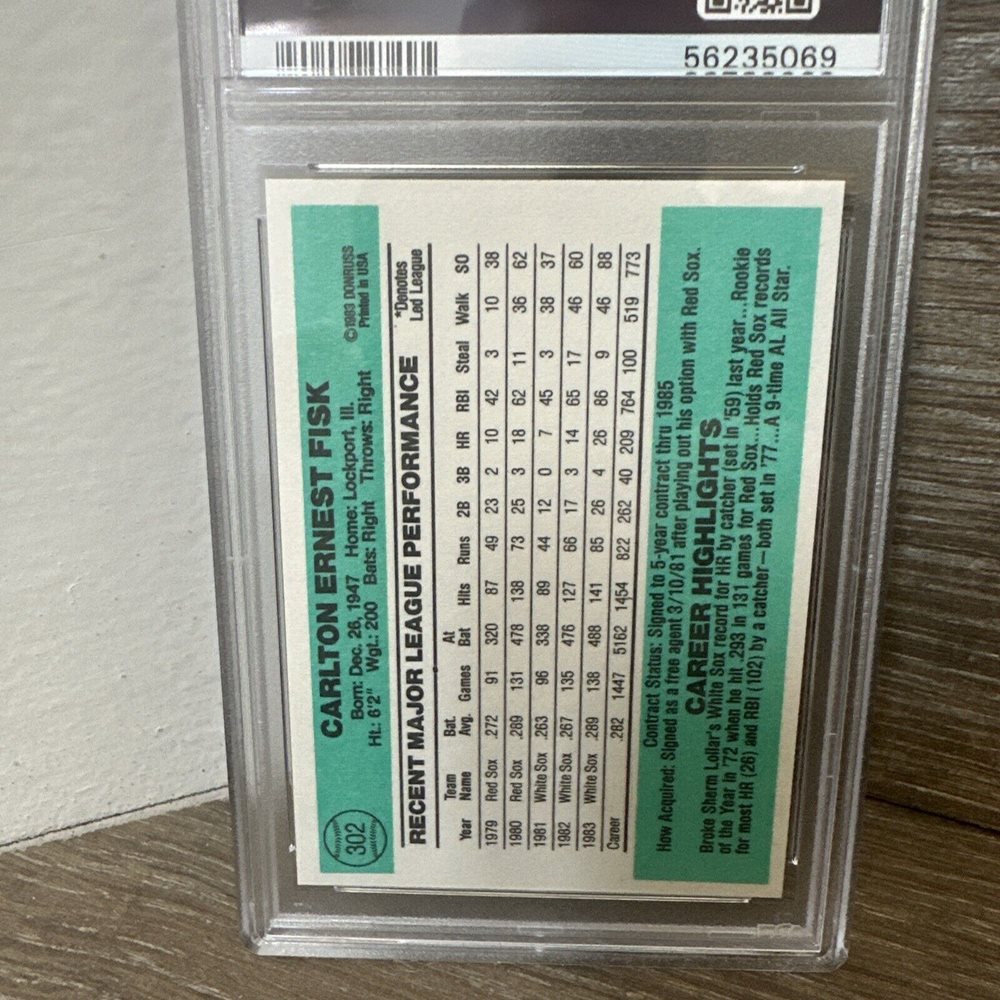 56235069
302
CARLTON ERNEST FISK
©1983 DONRUSS
Printed in USA
Born: Dec. 26, 1947 Home: Lockport, Ill.
Ht.: 6'2" Wgt.: 200 Bats: Right Throws: Right
RECENT MAJOR LEAGUE PERFORMANCE
*Denotes
Led League
Year Team Name Bat. Avg. Games At Bat Hits Runs 2B 3B HR RBI Steal Walk SO
1979 Red Sox .272 91 320 87 49 23 2 10 42 3 10 38
1980 Red Sox .289 131 478 138 73 25 3 18 62 11 36 62
1981 White Sox .263 96 338 89 44 12 0 7 45 3 38 37
1982 White Sox .267 135 476 127 66 17 3 14 65 17 46 60
1983 White Sox .289 138 488 141 85 26 4 26 86 9 46 88
Career .282 1447 5162 1454 822 262 40 209 764 100 519 773
Contract Status: Signed to 5-year contract thru 1985
How Acquired: Signed as a free agent 3/10/81 after playing out his option with Red Sox.
CAREER HIGHLIGHTS
Broke Sherm Lollar's White Sox record for HR by catcher (set in '59) last year....Rookie
of the Year in '72 when he hit .293 in 131 games for Red Sox....Holds Red Sox records
for most HR (26) and RBI (102) by a catcher—both set in '77....A 9-time AL All Star.